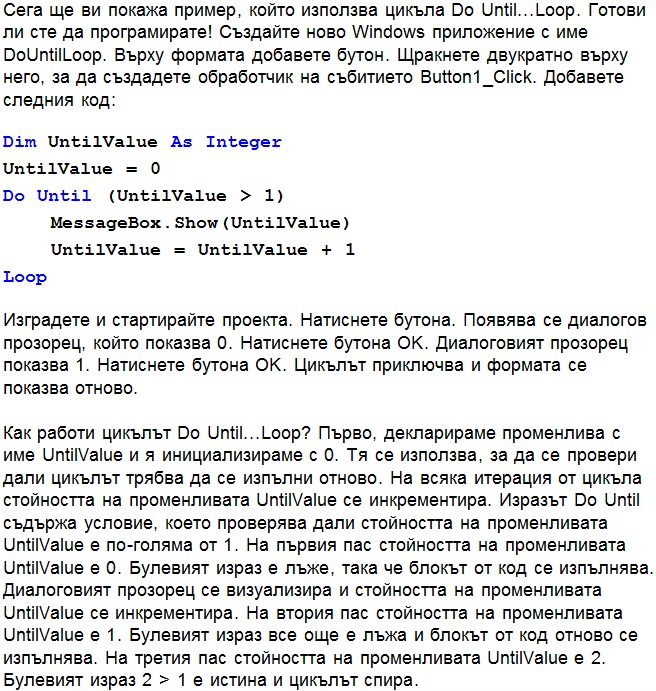 Сега ще ви покажа пример, който използва цикъла Do Until...Loop. Готови
ли сте да програмирате! Създайте ново Windows приложение с име
DoUntilLoop. Върху формата добавете бутон. Щракнете двукратно върху
него, за да създадете обработчик на събитието Button1_Click. Добавете
следния код:
Dim UntilValue As Integer
UntilValue = 0
Do Until (UntilValue > 1)
    MessageBox.Show(UntilValue)
    UntilValue = UntilValue + 1
Loop
Изградете и стартирайте проекта. Натиснете бутона. Появява се диалогов
прозорец, който показва 0. Натиснете бутона OK. Диалоговият прозорец
показва 1. Натиснете бутона OK. Цикълът приключва и формата се
показва отново.
Как работи цикълът Do Until...Loop? Първо, декларираме променлива с
име UntilValue и я инициализираме с 0. Тя се използва, за да се провери
дали цикълът трябва да се изпълни отново. На всяка итерация от цикъла
стойността на променливата UntilValue се инкрементира. Изразът Do Until
съдържа условие, което проверява дали стойността на променливата
UntilValue е по-голяма от 1. На първия пас стойността на променливата
UntilValue е 0. Булевият израз е лъже, така че блокът от код се изпълнява.
Диалоговият прозорец се визуализира и стойността на променливата
UntilValue се инкрементира. На втория пас стойността на променливата
UntilValue е 1. Булевият израз все още е лъжа и блокът от код отново се
изпълнява. На третия пас стойността на променливата UntilValue е 2.
Булевият израз 2 > 1 е истина и цикълът спира.